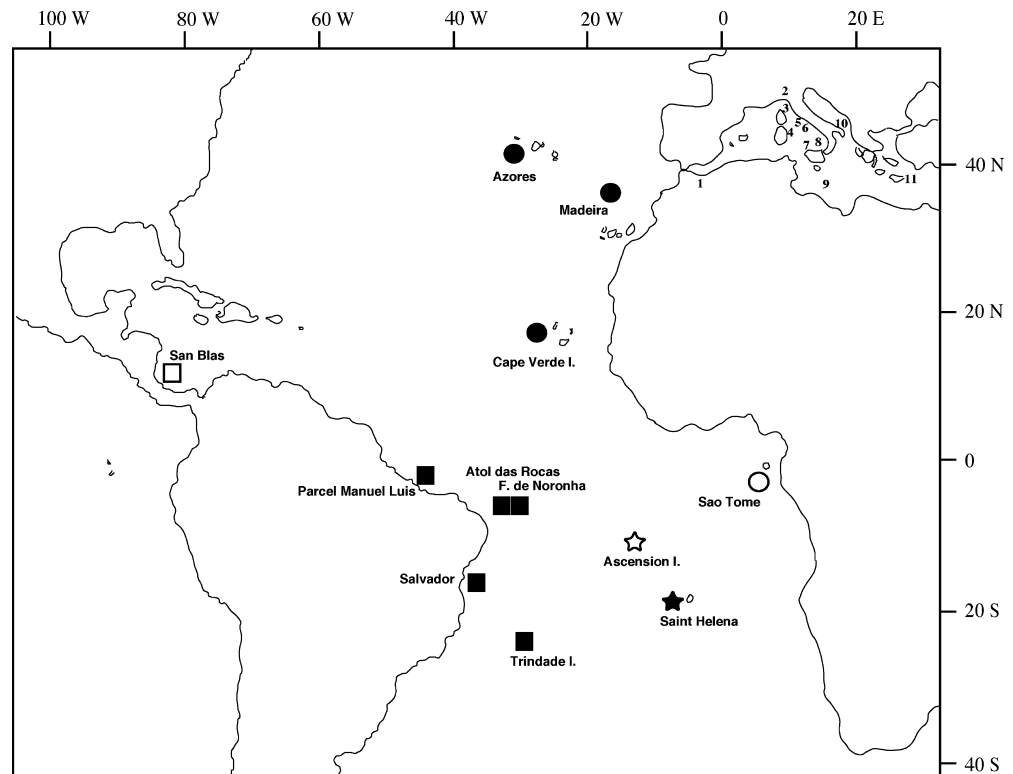 100 W 80 W 60 W 40 W 20 W 0 20 E
2
3
5
6
10
4
8
7
40 N
1
9
11
Azores
Madeira
20 N
Cape Verde I.
San Blas
0
Atol das Rocas
F. de Noronha
Parcel Manuel Luis
Sao Tome
Ascension I.
Salvador
20 S
Saint Helena
Trindade I.
40 S